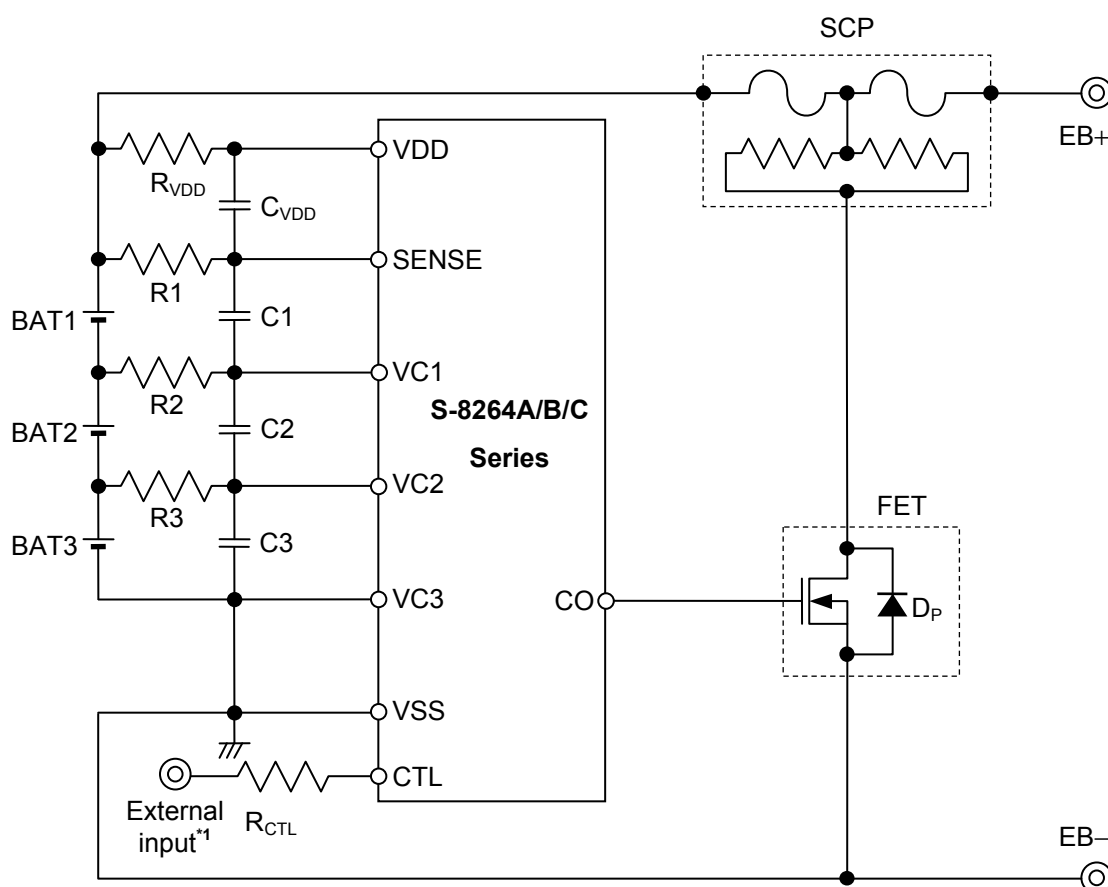 SCP
EB+
VDD
RVDD
CVDD
SENSE
R1
C1
BAT1
VC1
R2
S-8264A/B/C
Series
C2
BAT2
VC2
R3
C3
BAT3
FET
VC3
CO
DP
VSS
CTL
External
input*1
RCTL
EB−